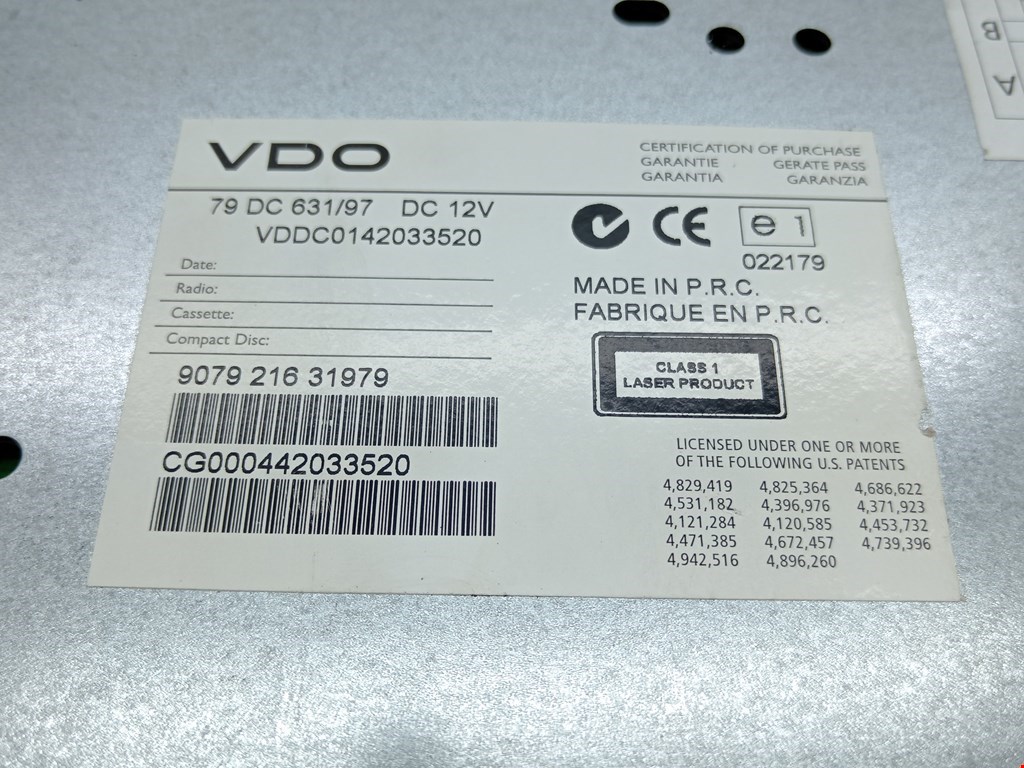 B
A
VDO
CERTIFICATION OF PURCHASE
GARANTIE GERATE PASS
GARANTIA GARANZIA
79 DC 631/97 DC 12V
VDDC0142033520
Date:
Radio:
Cassette:
Compact Disc:
9079 216 31979
CG000442033520
CE
e 1
022179
MADE IN P.R.C.
FABRIQUE EN P.R.C.
CLASS 1
LASER PRODUCT
LICENSED UNDER ONE OR MORE
OF THE FOLLOWING U.S. PATENTS
4,829,419 4,825,364 4,686,622
4,531,182 4,396,976 4,371,923
4,121,284 4,120,585 4,453,732
4,471,385 4,672,457 4,739,396
4,942,516 4,896,260